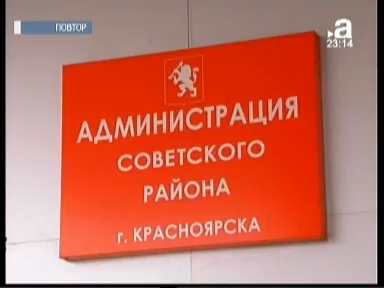 ПОВТОР
а
23:14
АДМИНИСТРАЦИЯ
СОВЕТСКОГО
РАЙОНА
г. КРАСНОЯРСКА